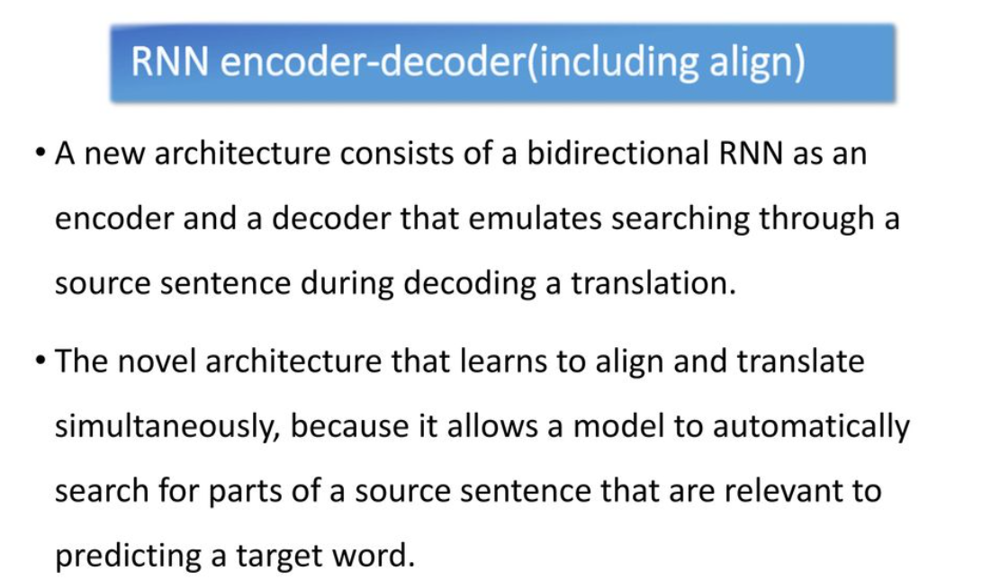 RNN encoder-decoder(including align)
• A new architecture consists of a bidirectional RNN as an
encoder and a decoder that emulates searching through a
source sentence during decoding a translation.
• The novel architecture that learns to align and translate
simultaneously, because it allows a model to automatically
search for parts of a source sentence that are relevant to
predicting a target word.